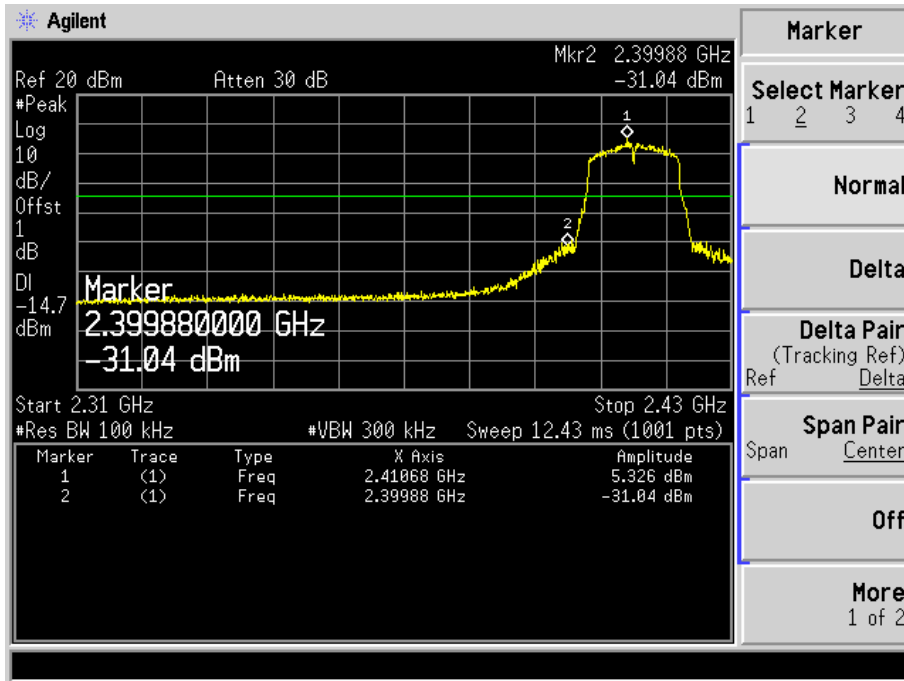 Agilent
Mkr2 2.39988 GHz
Ref 20 dBm Atten 30 dB -31.04 dBm
#Peak
Log
10
dB/
Offst
1
dB
DI
-14.7
dBm
1
2
Marker
2.399880000 GHz
-31.04 dBm
Start 2.31 GHz Stop 2.43 GHz
#Res BW 100 kHz #VBW 300 kHz Sweep 12.43 ms (1001 pts)
Marker Trace Type X Axis Amplitude
1 (1) Freq 2.41068 GHz 5.326 dBm
2 (1) Freq 2.39988 GHz -31.04 dBm
Marker
Select Marker
1 2 3 4
Normal
Delta
Delta Pair
(Tracking Ref)
Ref Delta
Span Pair
Span Center
Off
More
1 of 2